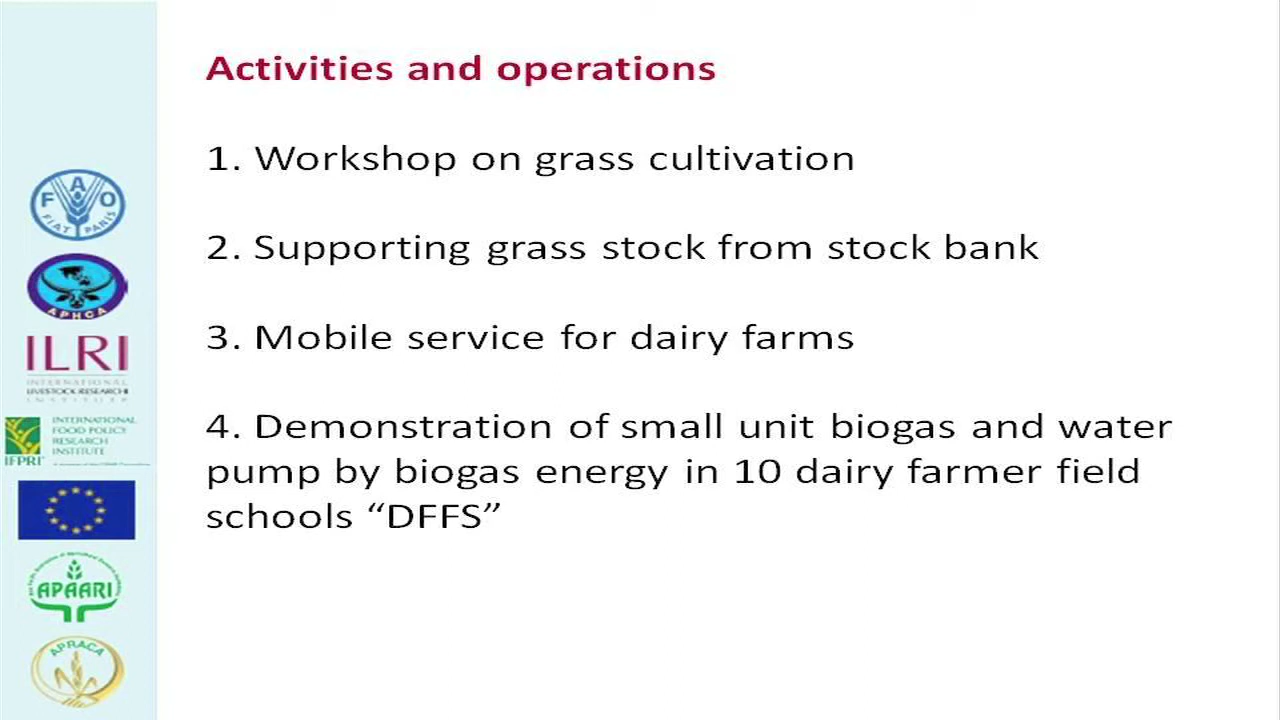 Activities and operations
1. Workshop on grass cultivation
2. Supporting grass stock from stock bank
3. Mobile service for dairy farms
4. Demonstration of small unit biogas and water
pump by biogas energy in 10 dairy farmer field
schools “DFFS”
F A O
FIAT PANIS
APHCA
ILRI
INTERNATIONAL
LIVESTOCK RESEARCH
INSTITUTE
INTERNATIONAL
FOOD POLICY
RESEARCH
INSTITUTE
IFPRI
APAARI
APRACA